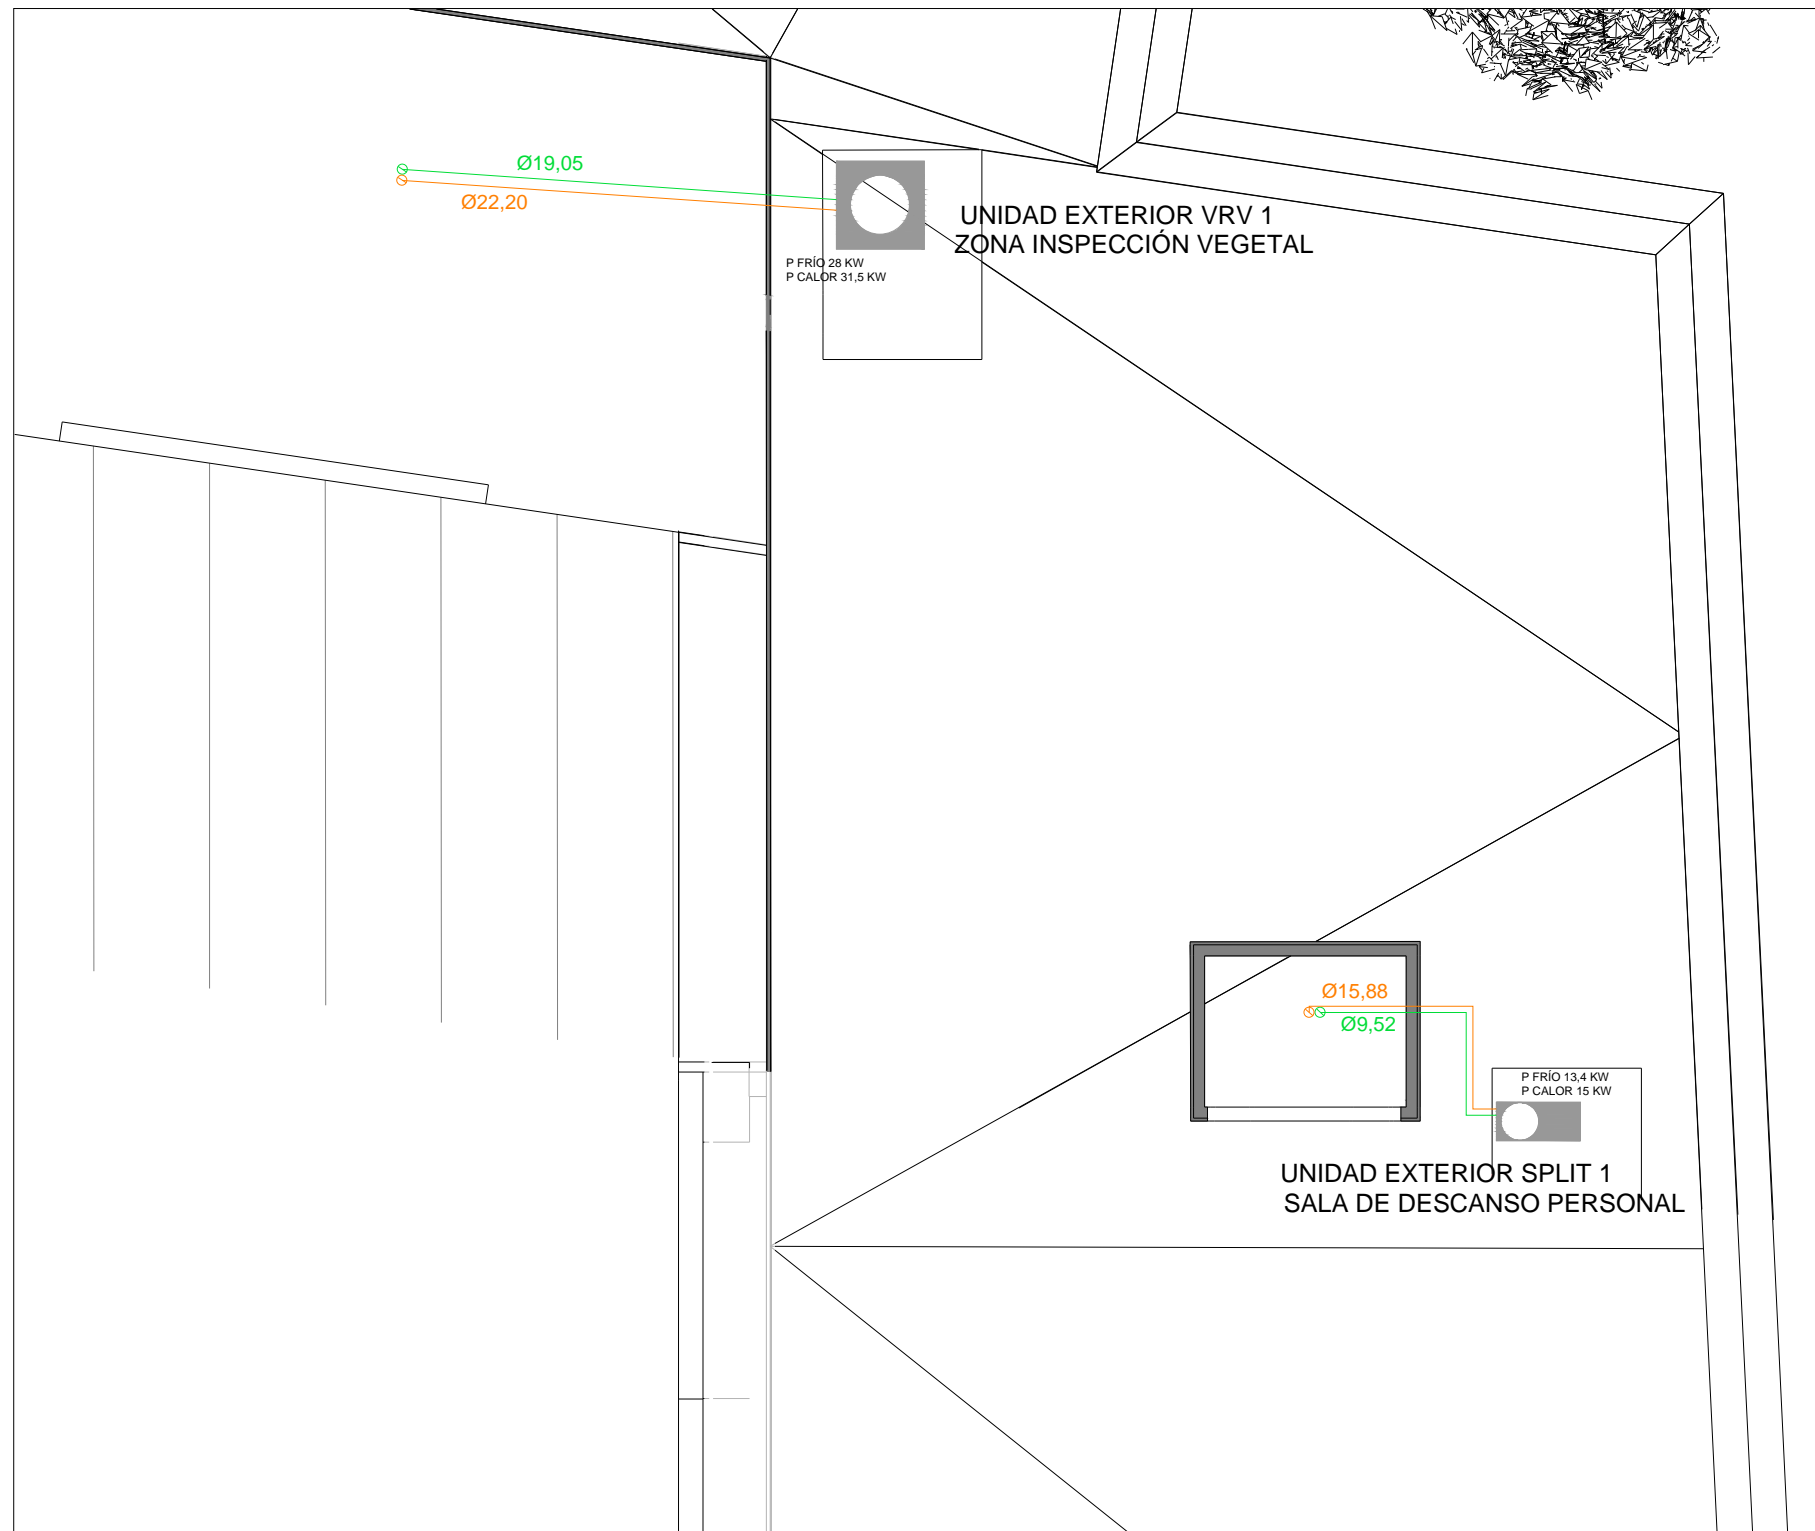 Ø19,05
Ø22,20
UNIDAD EXTERIOR VRV 1
ZONA INSPECCIÓN VEGETAL
P FRÍO 28 KW
P CALOR 31,5 KW
Ø15,88
Ø9,52
P FRÍO 13,4 KW
P CALOR 15 KW
UNIDAD EXTERIOR SPLIT 1
SALA DE DESCANSO PERSONAL